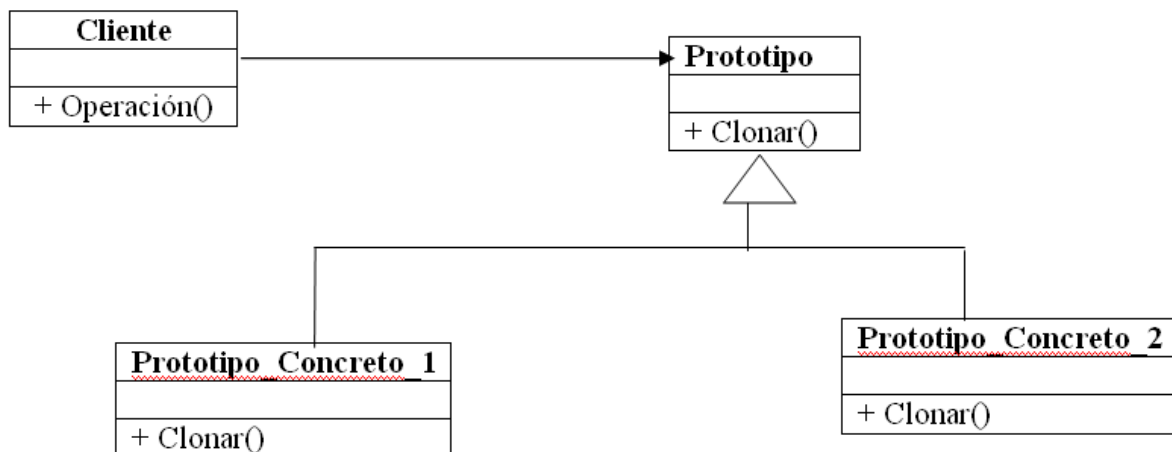 Cliente
+ Operación()
Prototipo
+ Clonar()
Prototipo_Concreto_1
+ Clonar()
Prototipo_Concreto_2
+ Clonar()